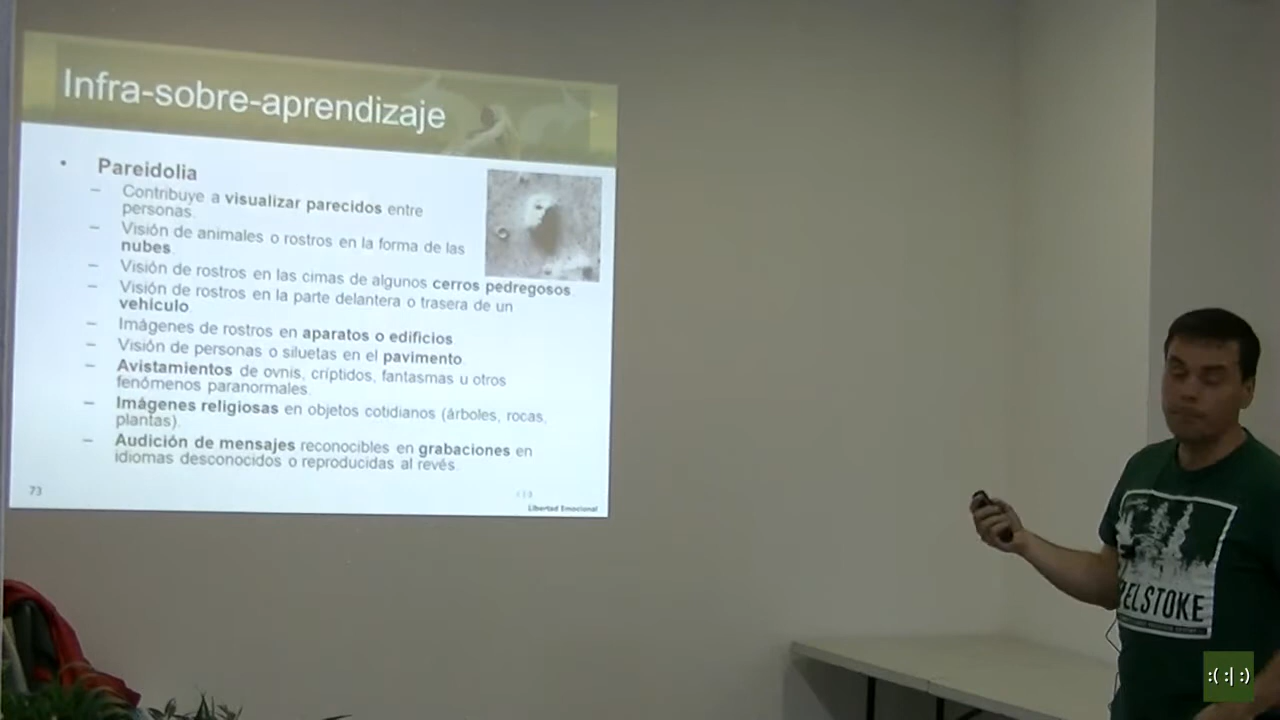 Infra-sobre-aprendizaje
• Pareidolia
– Contribuye a visualizar parecidos entre
personas.
– Visión de animales o rostros en la forma de las
nubes.
– Visión de rostros en las cimas de algunos cerros pedregosos.
– Visión de rostros en la parte delantera o trasera de un
vehículo.
– Imágenes de rostros en aparatos o edificios.
– Visión de personas o siluetas en el pavimento.
– Avistamientos de ovnis, críptidos, fantasmas u otros
fenómenos paranormales.
– Imágenes religiosas en objetos cotidianos (árboles, rocas,
plantas).
– Audición de mensajes reconocibles en grabaciones en
idiomas desconocidos o reproducidas al revés.
73
Libertad Emocional
ELSTOKE
:( :| :)